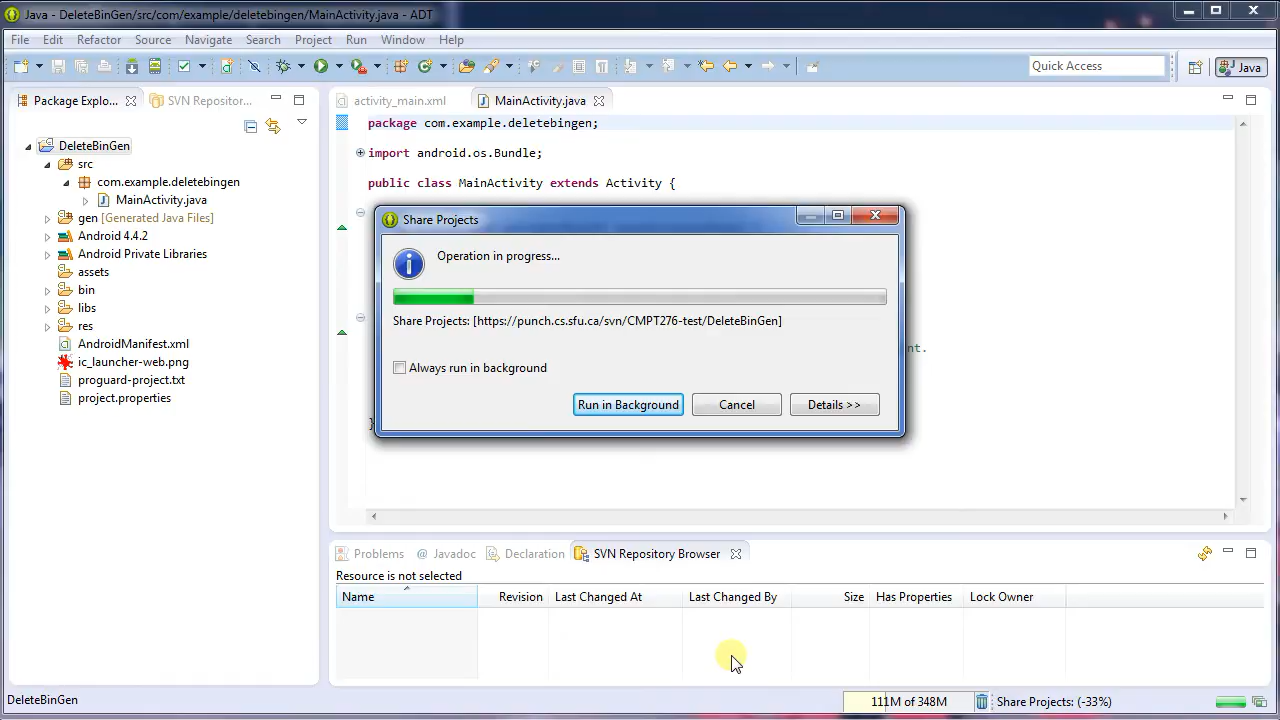 Java - DeleteBinGen/src/com/example/deletebingen/MainActivity.java - ADT
File Edit Refactor Source Navigate Search Project Run Window Help
Quick Access
Java
Package Explo...
SVN Repositor...
activity_main.xml
MainActivity.java
DeleteBinGen
src
com.example.deletebingen
MainActivity.java
gen [Generated Java Files]
Android 4.4.2
Android Private Libraries
assets
bin
libs
res
AndroidManifest.xml
ic_launcher-web.png
proguard-project.txt
project.properties
package com.example.deletebingen;
import android.os.Bundle;
public class MainActivity extends Activity {
nt.
}
Share Projects
Operation in progress...
Share Projects: [https://punch.cs.sfu.ca/svn/CMPT276-test/DeleteBinGen]
Always run in background
Run in Background Cancel Details >>
Problems @ Javadoc Declaration SVN Repository Browser
Resource is not selected
Name Revision Last Changed At Last Changed By Size Has Properties Lock Owner
DeleteBinGen
111M of 348M
Share Projects: (-33%)